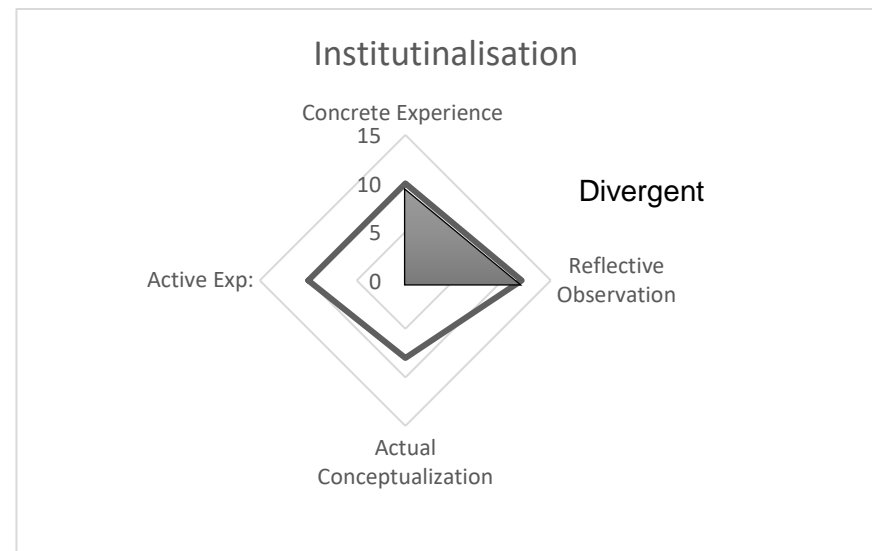 Institutinalisation
Concrete Experience
15
10
5
0
Divergent
Active Exp:
Reflective
Observation
Actual
Conceptualization